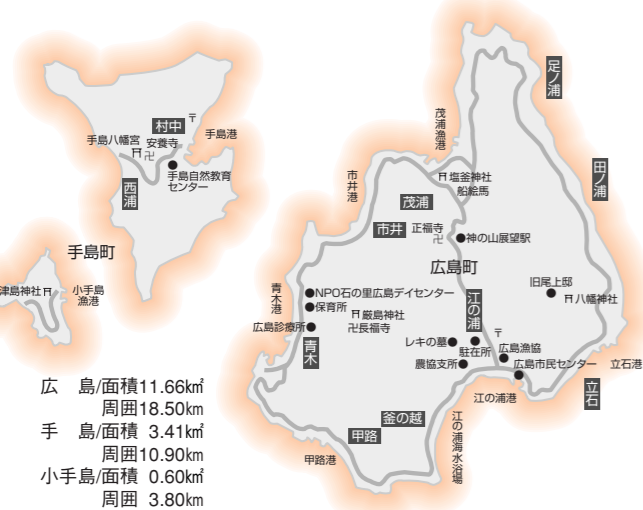 村中
〒
手島港
手島八幡宮
安養寺
卍
手島自然教育
センター
西浦
手島町
津島神社
小手島
漁港
足ノ浦
茂浦漁港
田ノ浦
塩釜神社
船絵馬
市井港
茂浦
市井
正福寺
卍
神の山展望駅
広島町
旧尾上邸
八幡神社
青木港
NPO石の里広島デイセンター
保育所
厳島神社
広島診療所
卍長福寺
江の浦
〒
レキの墓
駐在所
広島漁協
青木
農協支所
広島市民センター
立石港
立石
江の浦港
釜の越
甲路
江の浦海水浴場
甲路港
広 島/面積11.66k㎡
周囲18.50km
手 島/面積 3.41k㎡
周囲10.90km
小手島/面積 0.60k㎡
周囲 3.80km